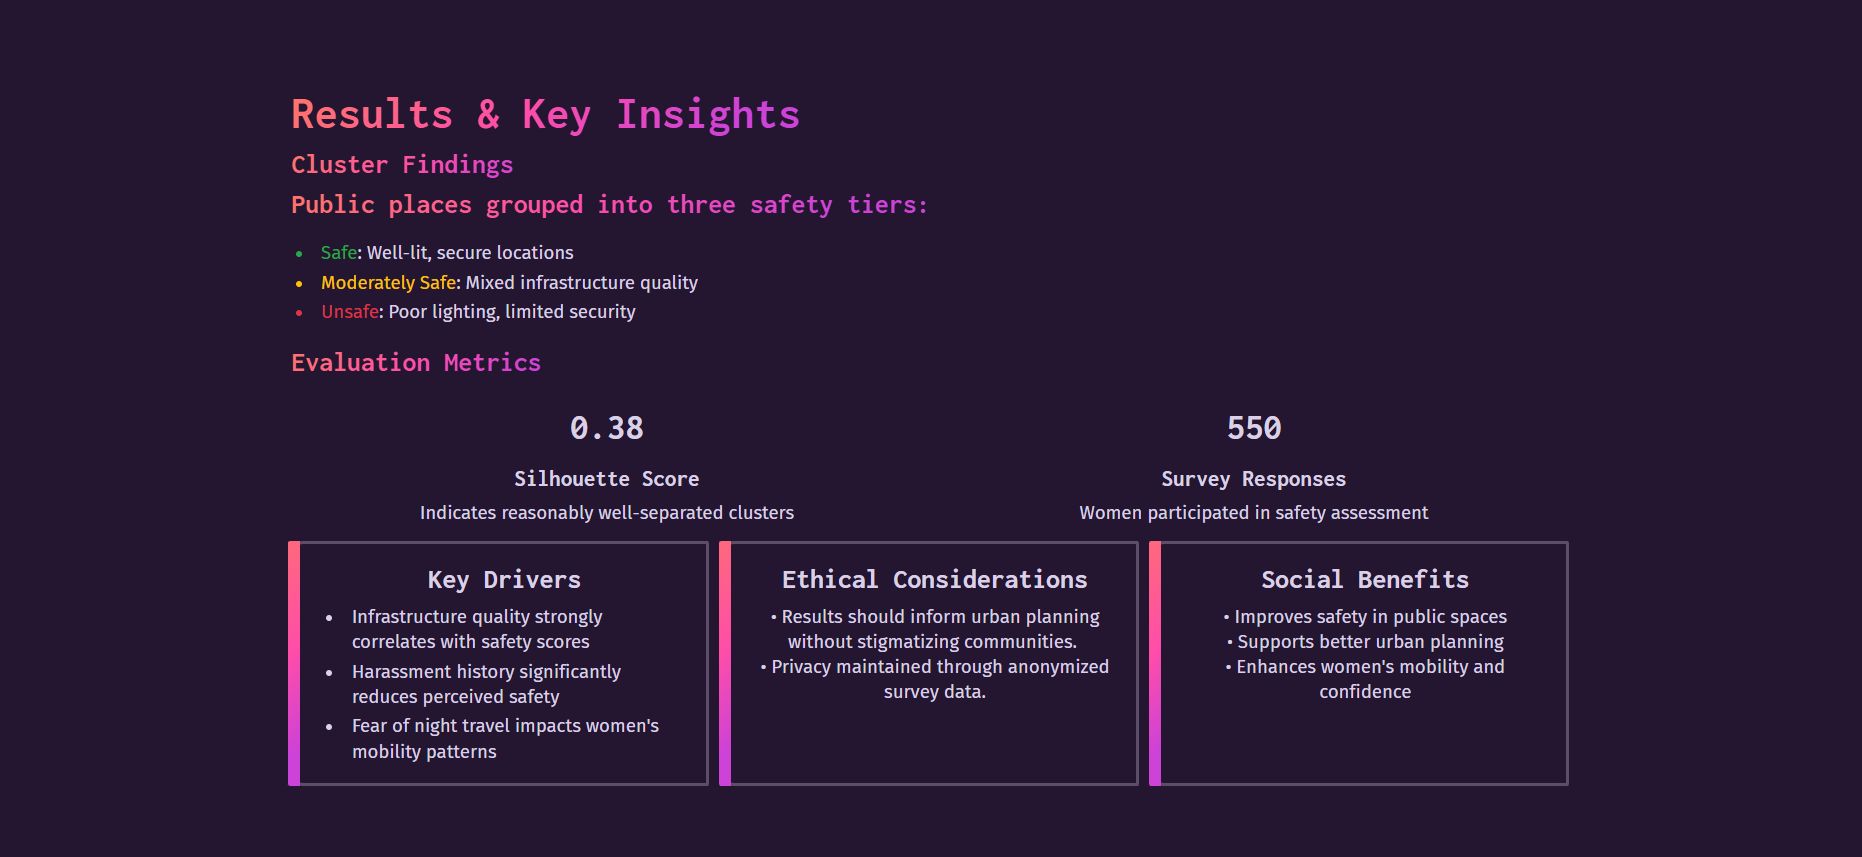 Results & Key Insights
Cluster Findings
Public places grouped into three safety tiers:
• Safe: Well-lit, secure locations
• Moderately Safe: Mixed infrastructure quality
• Unsafe: Poor lighting, limited security
Evaluation Metrics
0.38
Silhouette Score
Indicates reasonably well-separated clusters
550
Survey Responses
Women participated in safety assessment
Key Drivers
• Infrastructure quality strongly
correlates with safety scores
• Harassment history significantly
reduces perceived safety
• Fear of night travel impacts women's
mobility patterns
Ethical Considerations
• Results should inform urban planning
without stigmatizing communities.
• Privacy maintained through anonymized
survey data.
Social Benefits
• Improves safety in public spaces
• Supports better urban planning
• Enhances women's mobility and
confidence